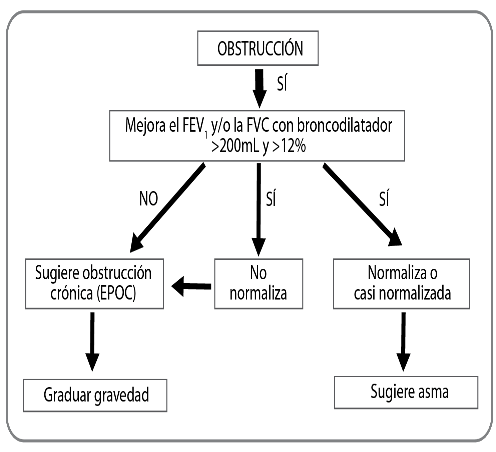 OBSTRUCCIÓN
SÍ
Mejora el FEV1 y/o la FVC con broncodilatador
>200mL y >12%
NO
SÍ
SÍ
Sugiere obstrucción
crónica (EPOC)
No
normaliza
Normaliza o
casi normalizada
Graduar gravedad
Sugiere asma